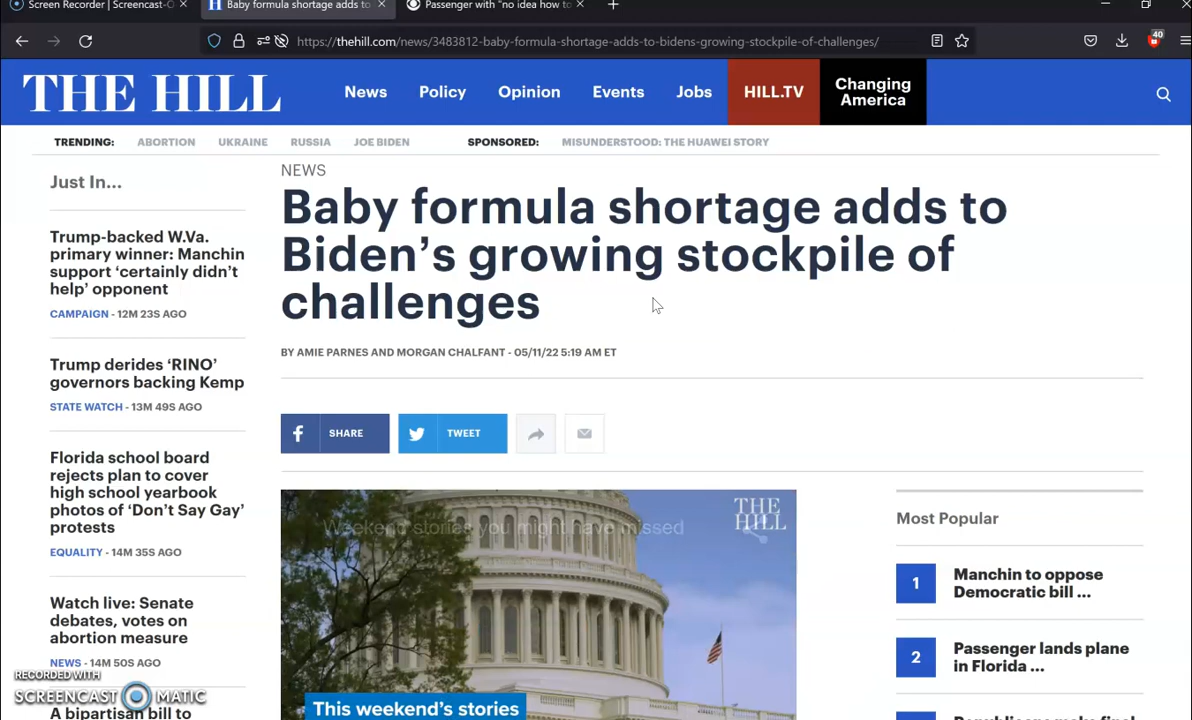 Screen Recorder | Screencast-O
Baby formula shortage adds to
Passenger with "no idea how to
https://thehill.com/news/3483812-baby-formula-shortage-adds-to-bidens-growing-stockpile-of-challenges/
40
THE HILL
News
Policy
Opinion
Events
Jobs
HILL.TV
Changing
America
TRENDING:
ABORTION
UKRAINE
RUSSIA
JOE BIDEN
SPONSORED:
MISUNDERSTOOD: THE HUAWEI STORY
Just In...
Trump-backed W.Va.
primary winner: Manchin
support ‘certainly didn’t
help’ opponent
CAMPAIGN - 12M 23S AGO
Trump derides ‘RINO’
governors backing Kemp
STATE WATCH - 13M 49S AGO
Florida school board
rejects plan to cover
high school yearbook
photos of ‘Don’t Say Gay’
protests
EQUALITY - 14M 35S AGO
Watch live: Senate
debates, votes on
abortion measure
NEWS - 14M 50S AGO
A bipartisan bill to
NEWS
Baby formula shortage adds to
Biden’s growing stockpile of
challenges
BY AMIE PARNES AND MORGAN CHALFANT - 05/11/22 5:19 AM ET
SHARE
TWEET
THE
HILL
Weekend stories you might have missed
This weekend's stories
Most Popular
1
Manchin to oppose
Democratic bill ...
2
Passenger lands plane
in Florida ...
RECORDED WITH
SCREENCAST MATIC